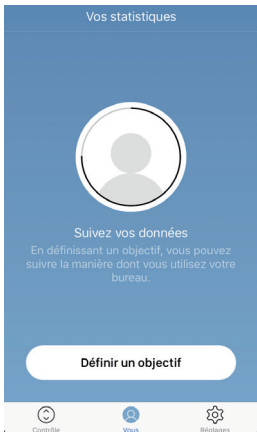 Vos statistiques
Suivez vos données
En définissant un objectif, vous pouvez
suivre la manière dont vous utilisez votre
bureau.
Définir un objectif
Contrôle
Vous
Réglages